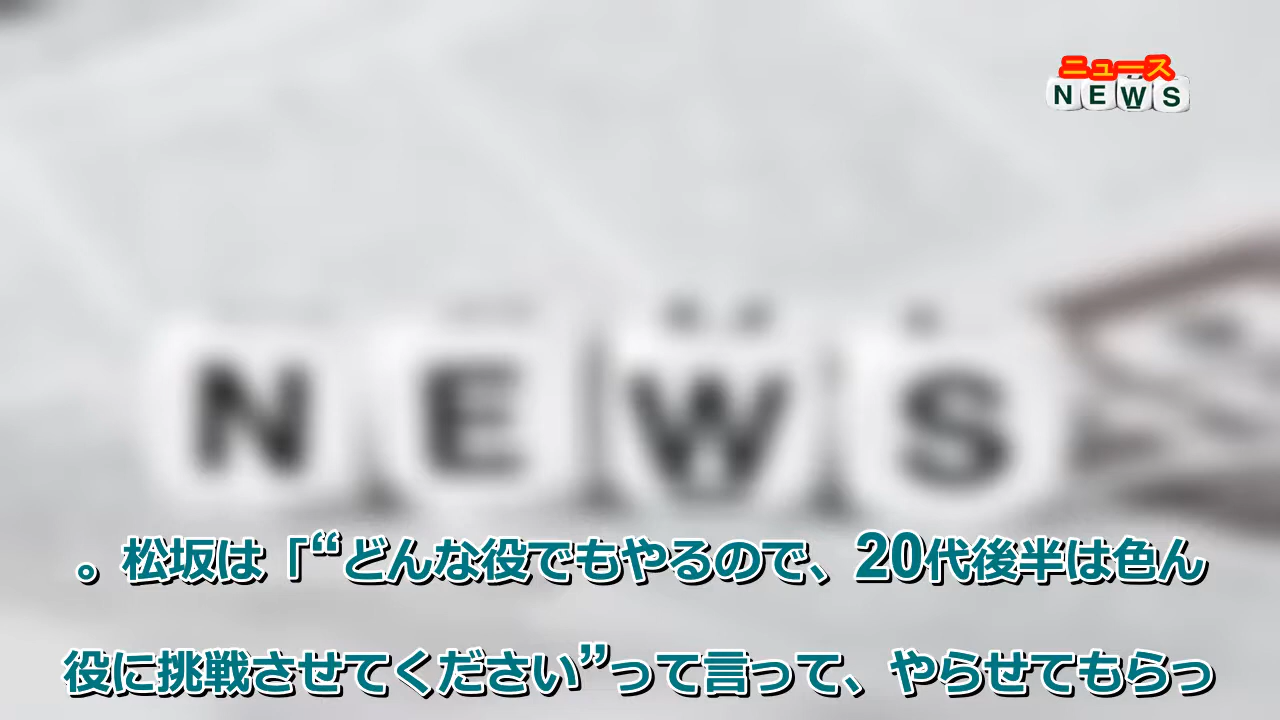 ニュース
NEWS
NEWS
。松坂は「“どんな役でもやるので、20代後半は色ん
役に挑戦させてください”って言って、やらせてもらっ